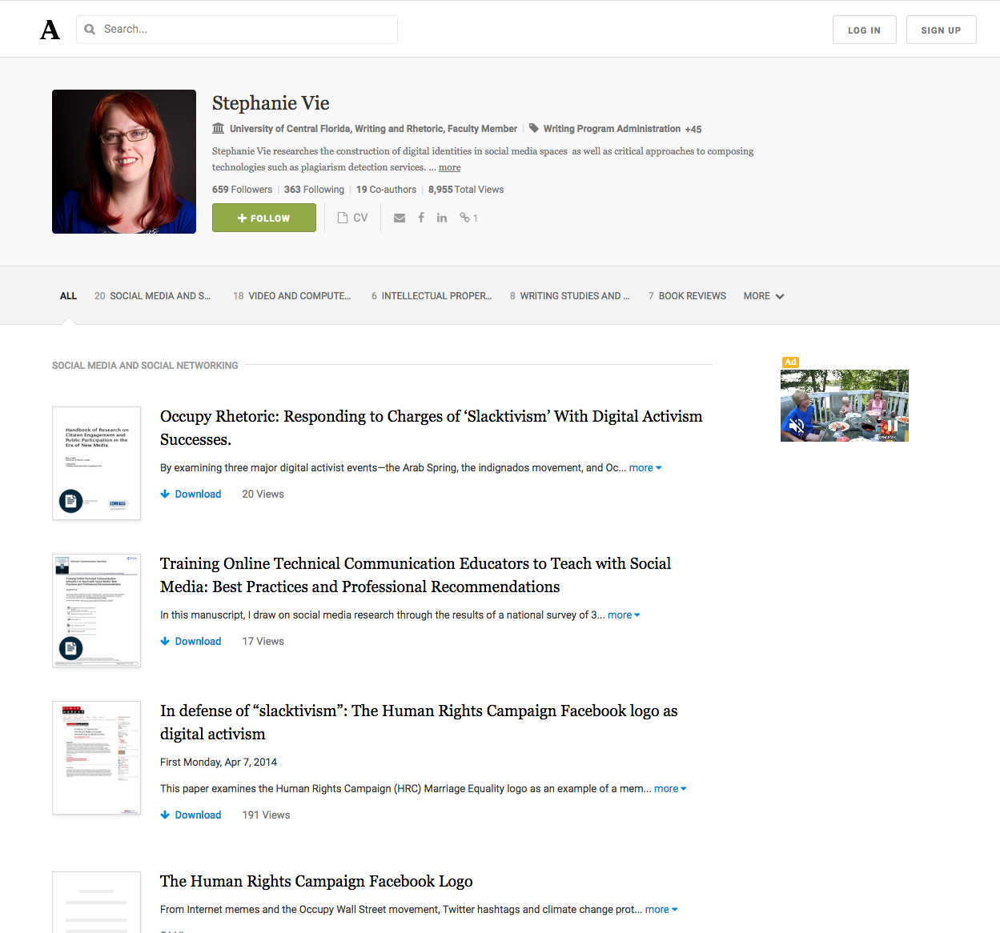 A
Search...
LOG IN
SIGN UP
Stephanie Vie
University of Central Florida, Writing and Rhetoric, Faculty Member | Writing Program Administration +45
Stephanie Vie researches the construction of digital identities in social media spaces as well as critical approaches to composing
technologies such as plagiarism detection services. ... more
659 Followers | 363 Following | 19 Co-authors | 8,955 Total Views
+ FOLLOW
CV
f
in
1
ALL
20 SOCIAL MEDIA AND S...
18 VIDEO AND COMPUTE...
6 INTELLECTUAL PROPER...
8 WRITING STUDIES AND ...
7 BOOK REVIEWS
MORE
SOCIAL MEDIA AND SOCIAL NETWORKING
Ad
Handbook of Research on
Citizen Engagement and
Public Participation in the
Era of New Media
Occupy Rhetoric: Responding to Charges of ‘Slacktivism’ With Digital Activism
Successes.
By examining three major digital activist events—the Arab Spring, the indignados movement, and Oc... more
Download
20 Views
Training Online Technical Communication Educators to Teach with Social
Media: Best Practices and Professional Recommendations
In this manuscript, I draw on social media research through the results of a national survey of 3... more
Download
17 Views
In defense of “slacktivism”: The Human Rights Campaign Facebook logo as
digital activism
First Monday, Apr 7, 2014
This paper examines the Human Rights Campaign (HRC) Marriage Equality logo as an example of a mem... more
Download
191 Views
The Human Rights Campaign Facebook Logo
From Internet memes and the Occupy Wall Street movement, Twitter hashtags and climate change prot... more